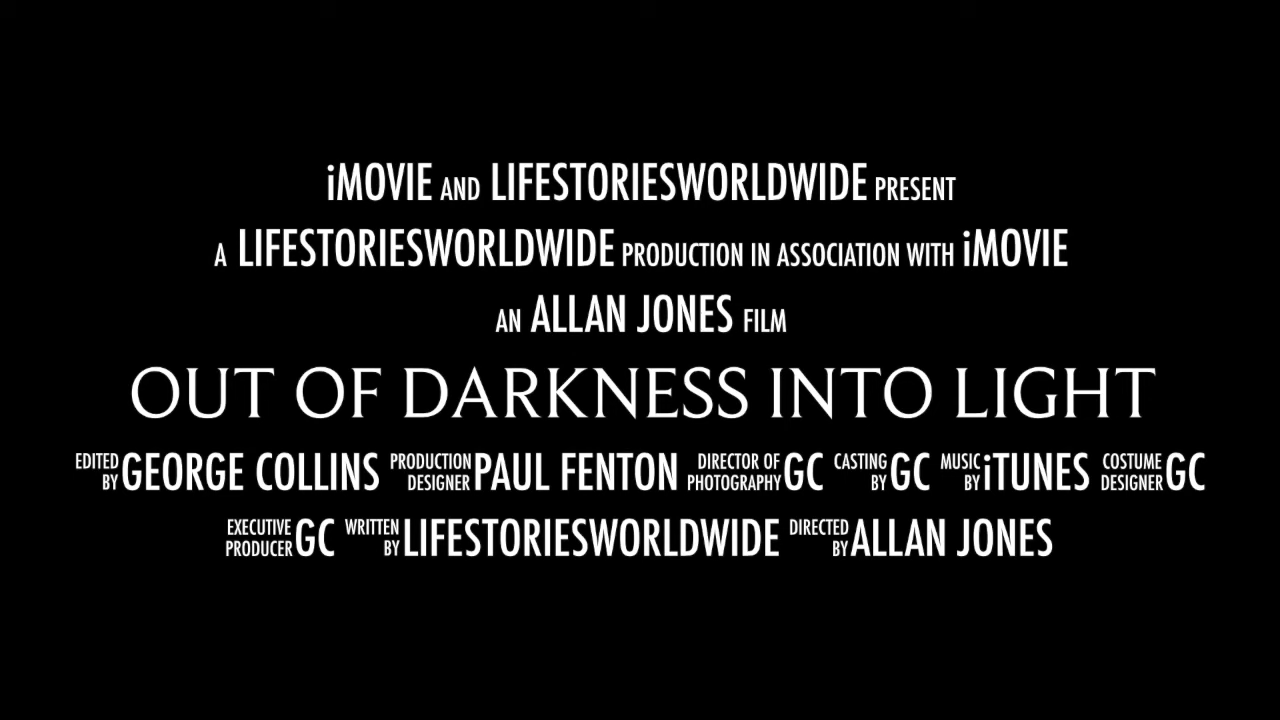 iMOVIE AND LIFESTORIESWORLDWIDE PRESENT
A LIFESTORIESWORLDWIDE PRODUCTION IN ASSOCIATION WITH iMOVIE
AN ALLAN JONES FILM
OUT OF DARKNESS INTO LIGHT
EDITED BY GEORGE COLLINS PRODUCTION DESIGNER PAUL FENTON DIRECTOR OF PHOTOGRAPHY GC CASTING BY GC MUSIC BY iTUNES COSTUME DESIGNER GC
EXECUTIVE PRODUCER GC WRITTEN BY LIFESTORIESWORLDWIDE DIRECTED BY ALLAN JONES